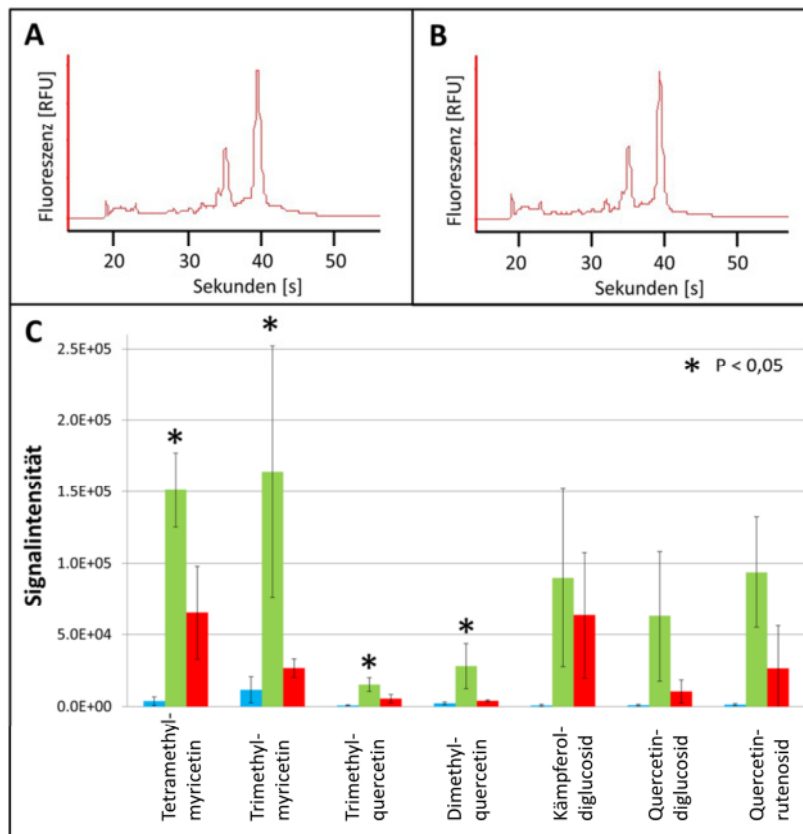 A
Fluoreszenz [RFU]
20 30 40 50
Sekunden [s]
B
Fluoreszenz [RFU]
20 30 40 50
Sekunden [s]
C
* P < 0,05
Signalintensität
2.5E+05
2.0E+05
1.5E+05
1.0E+05
5.0E+04
0.0E+00
* * * *
Tetramethyl-
myricetin
Trimethyl-
myricetin
Trimethyl-
quercetin
Dimethyl-
quercetin
Kämpferol-
diglucosid
Quercetin-
diglucosid
Quercetin-
rutenosid